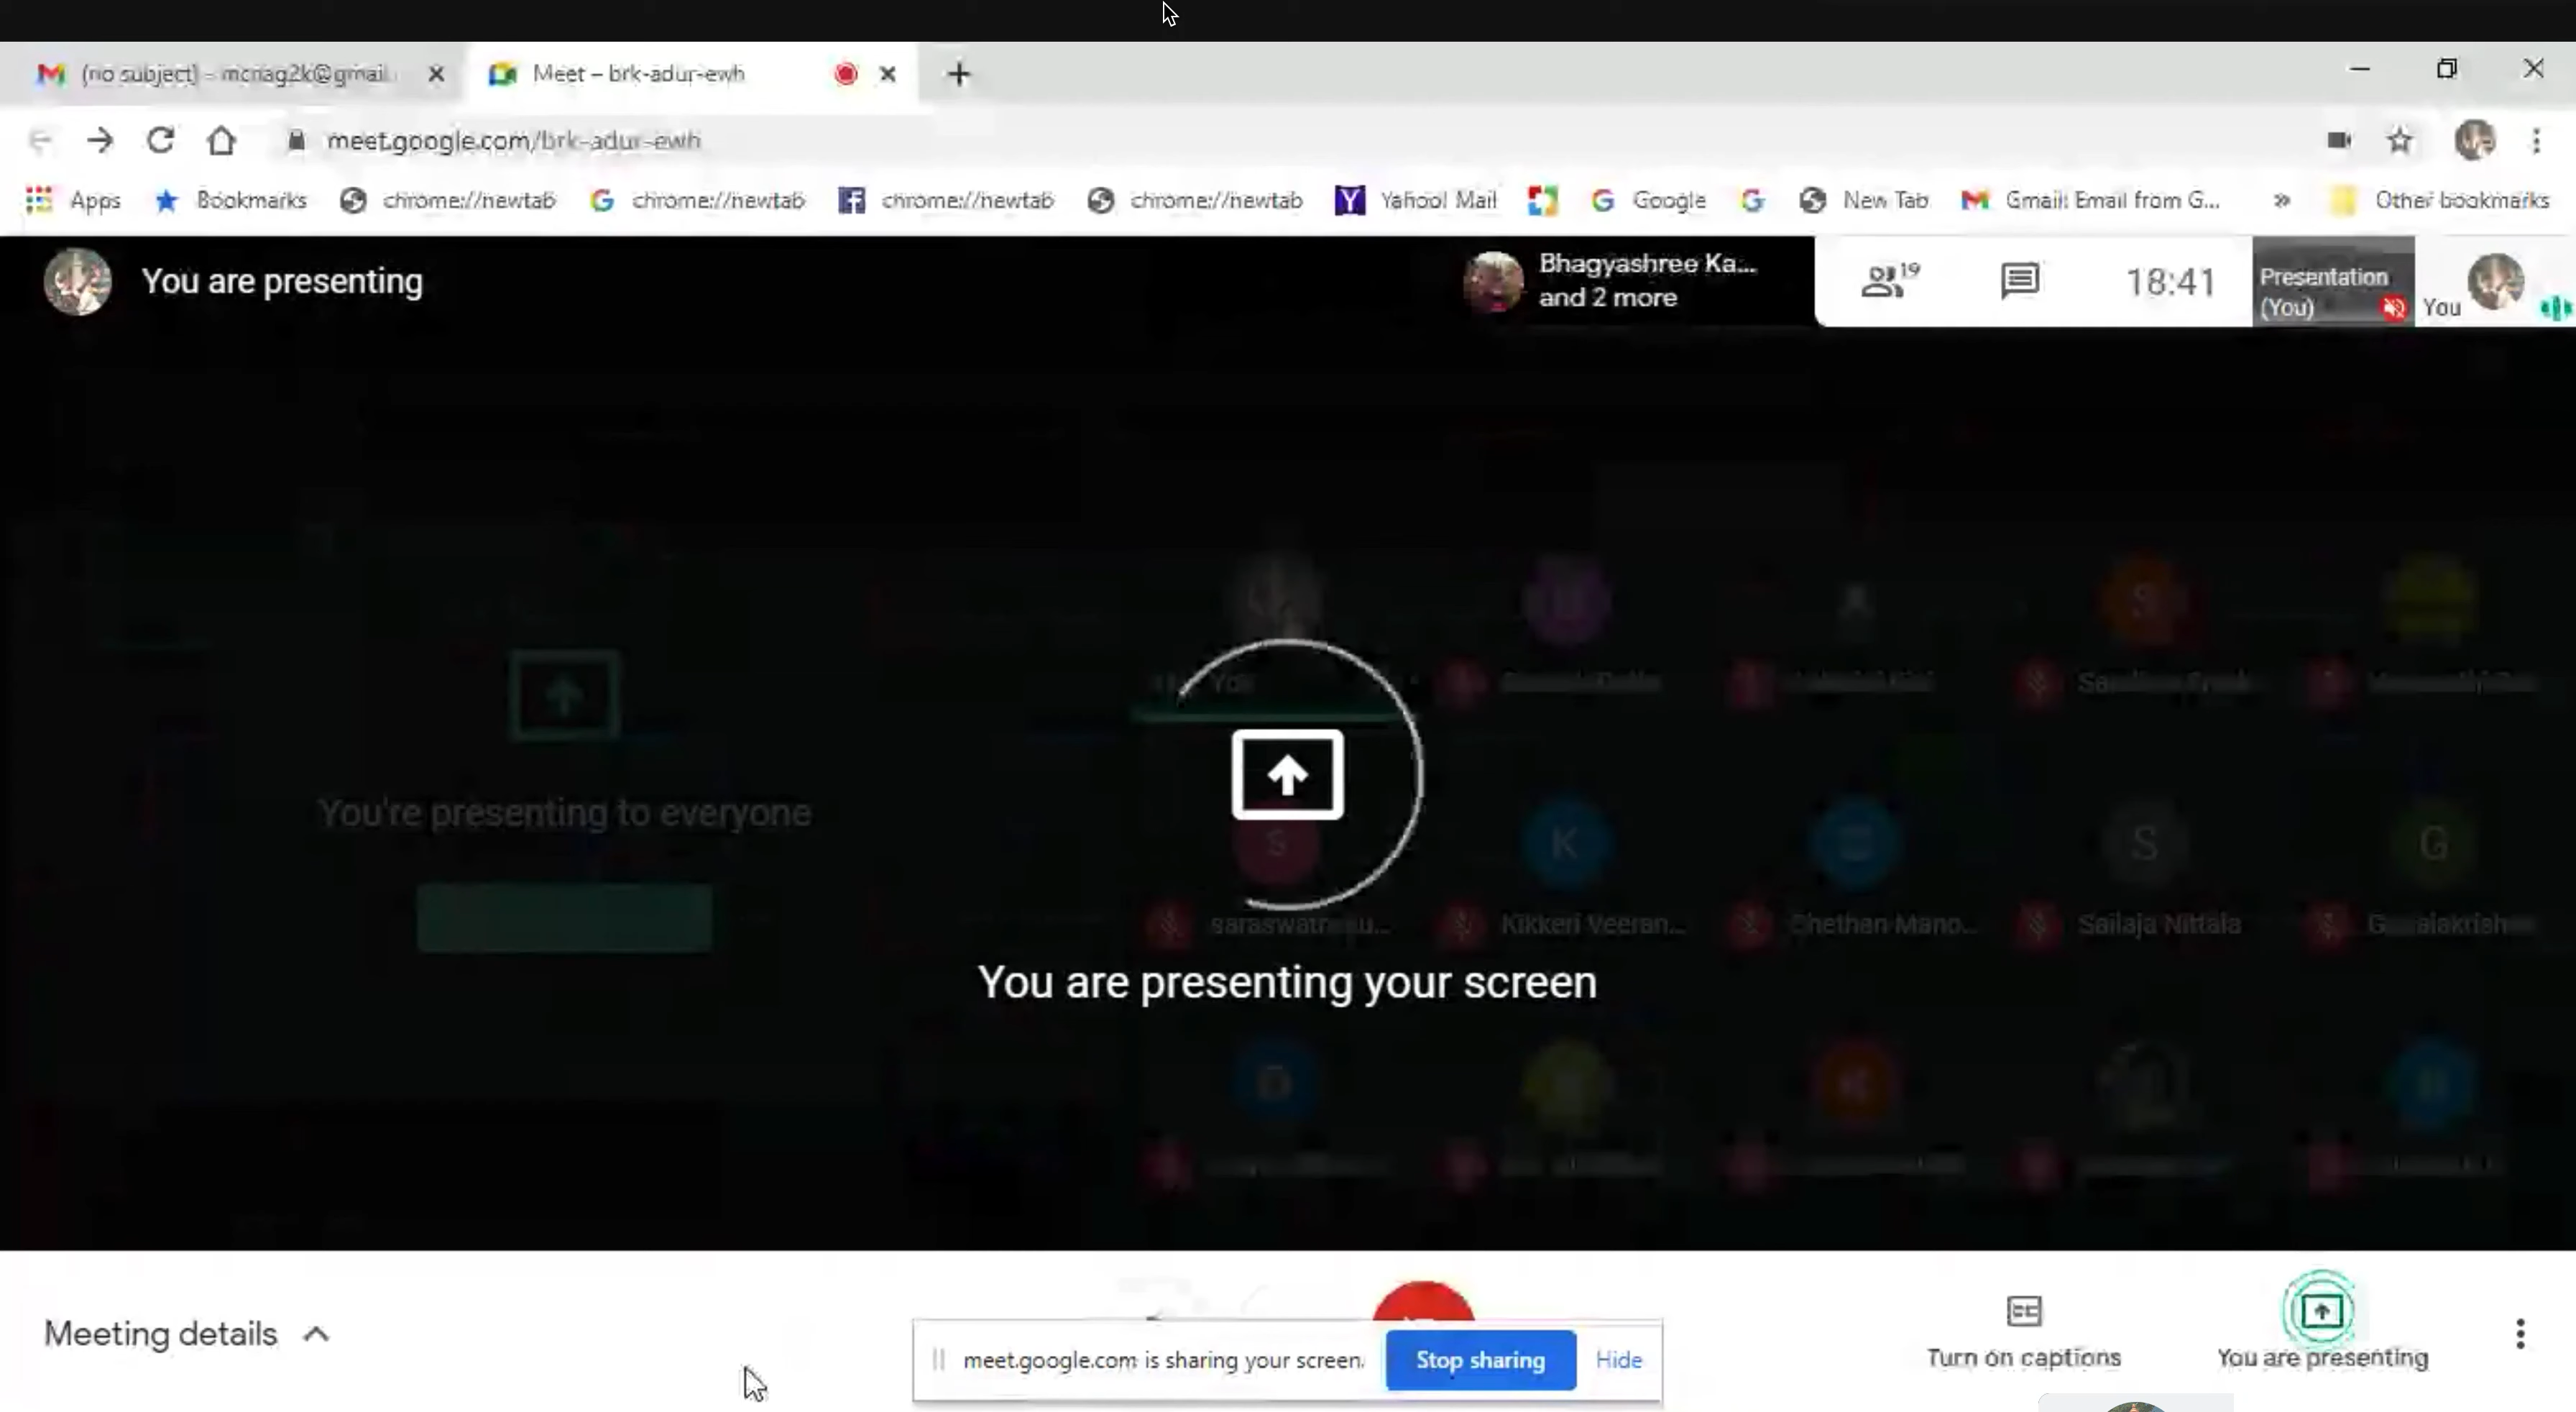 (no subject) - mcnag2k@gmail.
Meet – brk-adur-ewh
meet.google.com/brk-adur-ewh
Apps Bookmarks chrome://newtab chrome://newtab chrome://newtab chrome://newtab Yahoo! Mail Google New Tab Gmail: Email from G... » Other bookmarks
You are presenting
Bhagyashree Ka...
and 2 more
19
18:41
Presentation
(You)
You
You
You're presenting to everyone
S
K
S
G
Kikkeri Veeran...
Chethan Mano...
Sailaja Nittala
You are presenting your screen
Meeting details
meet.google.com is sharing your screen.
Stop sharing
Hide
Turn on captions
You are presenting